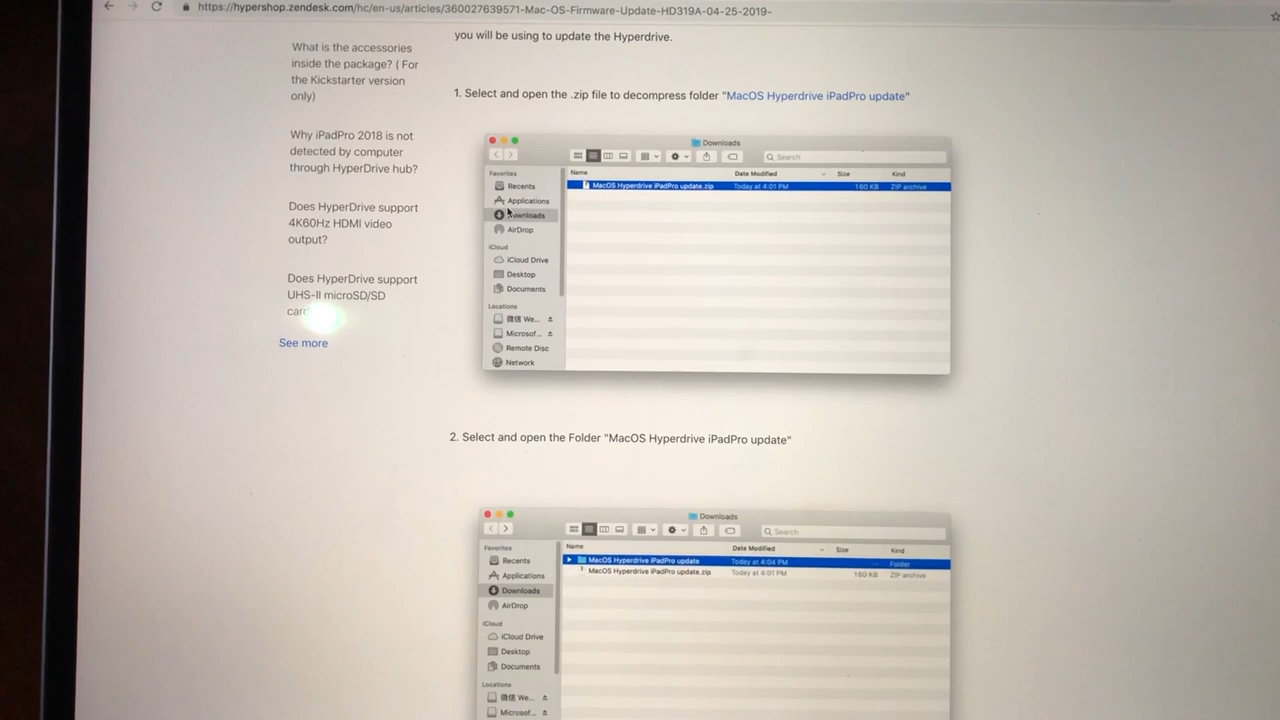 https://hypershop.zendesk.com/hc/en-us/articles/360027639571-Mac-OS-Firmware-Update-HD319A-04-25-2019-
you will be using to update the Hyperdrive.
What is the accessories
inside the package? ( For
the Kickstarter version
only)
Why iPadPro 2018 is not
detected by computer
through HyperDrive hub?
Does HyperDrive support
4K60Hz HDMI video
output?
Does HyperDrive support
UHS-II microSD/SD
See more
1. Select and open the .zip file to decompress folder "MacOS Hyperdrive iPadPro update"
Downloads
Search
Favorites
Recents
Applications
Downloads
AirDrop
iCloud
iCloud Drive
Desktop
Documents
Locations
微信 We...
Microsof...
Remote Disc
Network
Name Date Modified Size Kind
MacOS Hyperdrive iPadPro update.zip Today at 4:01 PM 160 KB ZIP archive
2. Select and open the Folder "MacOS Hyperdrive iPadPro update"
Downloads
Search
Favorites
Recents
Applications
Downloads
AirDrop
iCloud
iCloud Drive
Desktop
Documents
Locations
微信 We...
Microsof...
Name Date Modified Size Kind
MacOS Hyperdrive iPadPro update Today at 4:04 PM -- Folder
MacOS Hyperdrive iPadPro update.zip Today at 4:01 PM 160 KB ZIP archive